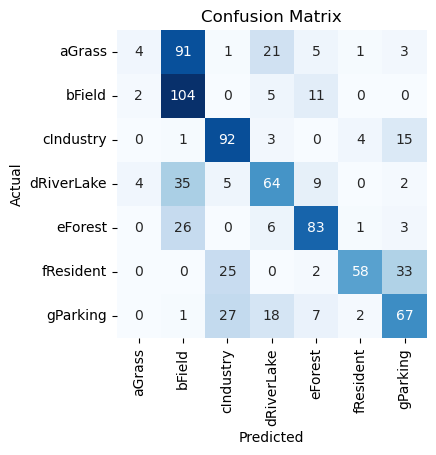 Confusion Matrix
Actual
aGrass 4 91 1 21 5 1 3
bField 2 104 0 5 11 0 0
cIndustry 0 1 92 3 0 4 15
dRiverLake 4 35 5 64 9 0 2
eForest 0 26 0 6 83 1 3
fResident 0 0 25 0 2 58 33
gParking 0 1 27 18 7 2 67
aGrass bField cIndustry dRiverLake eForest fResident gParking
Predicted